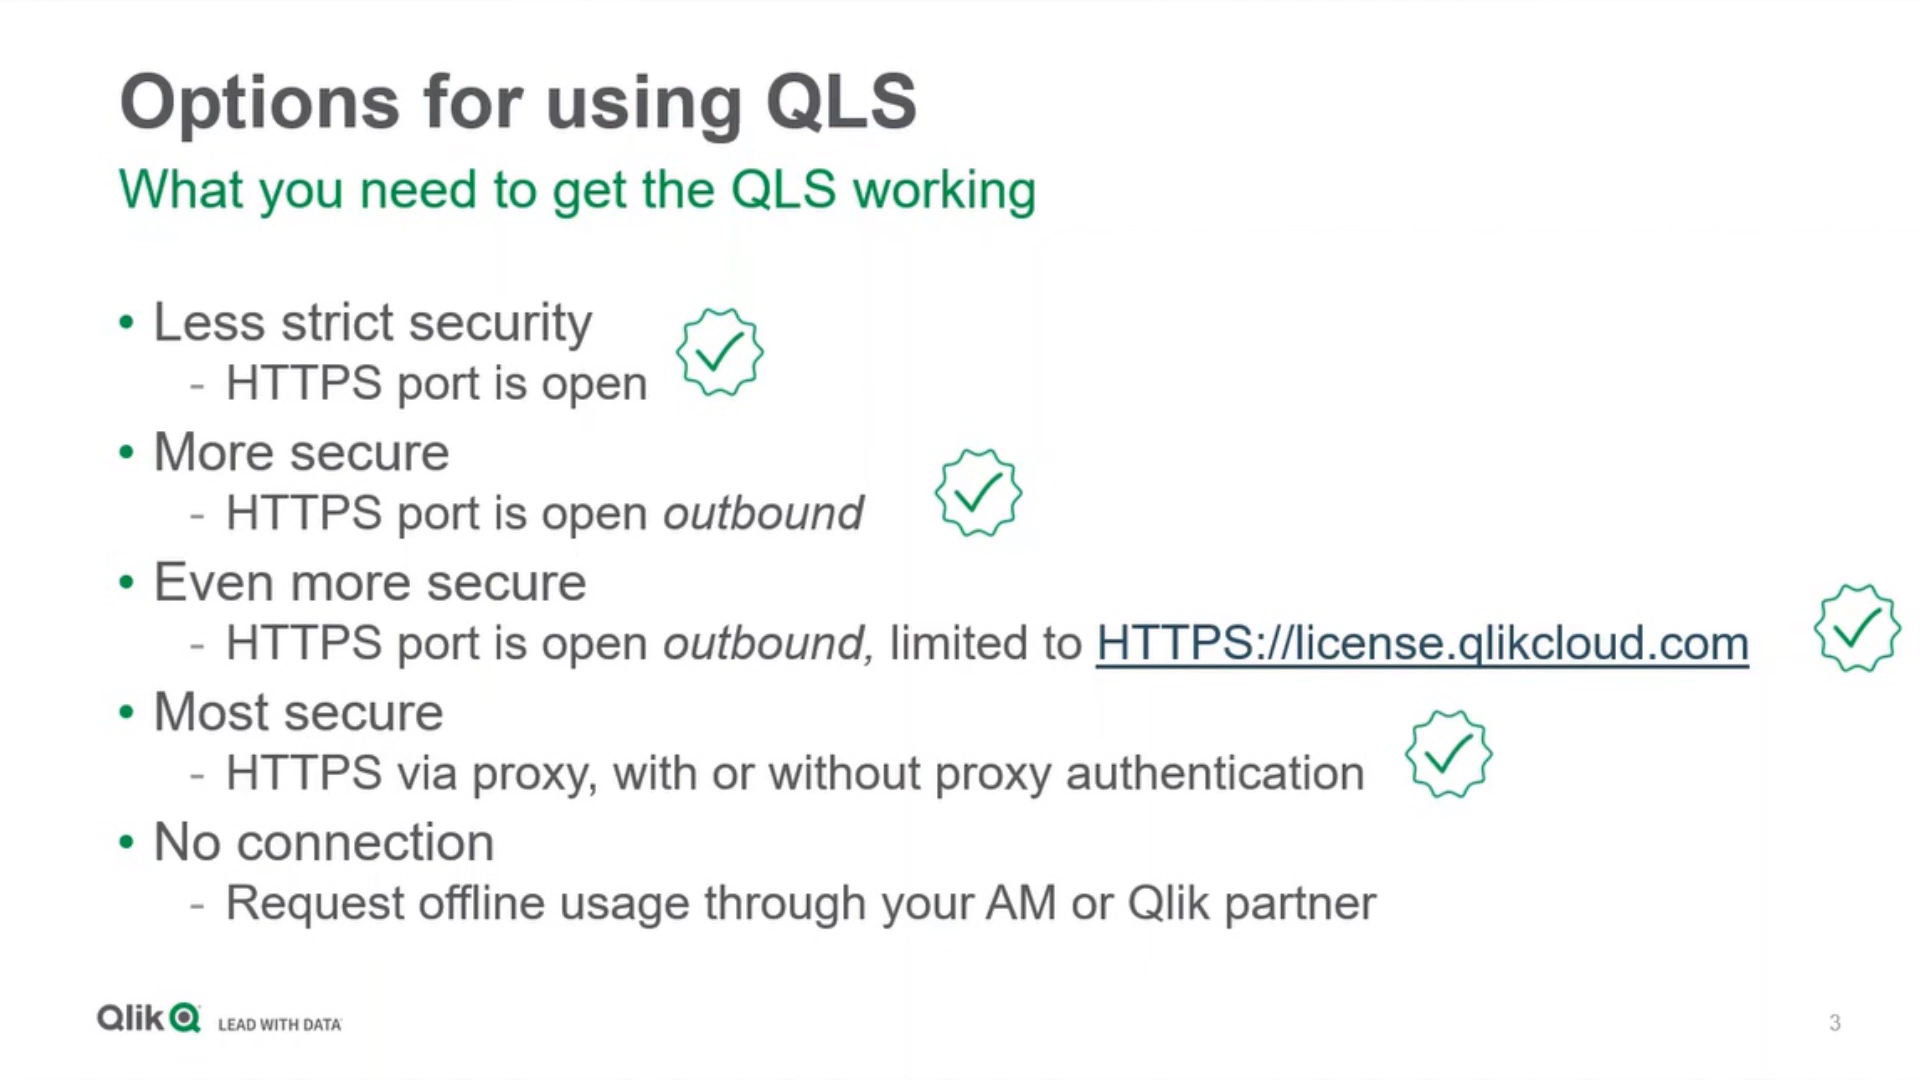 Options for using QLS
What you need to get the QLS working
• Less strict security
- HTTPS port is open
• More secure
- HTTPS port is open outbound
• Even more secure
- HTTPS port is open outbound, limited to HTTPS://license.qlikcloud.com
• Most secure
- HTTPS via proxy, with or without proxy authentication
• No connection
- Request offline usage through your AM or Qlik partner
Qlik LEAD WITH DATA
3